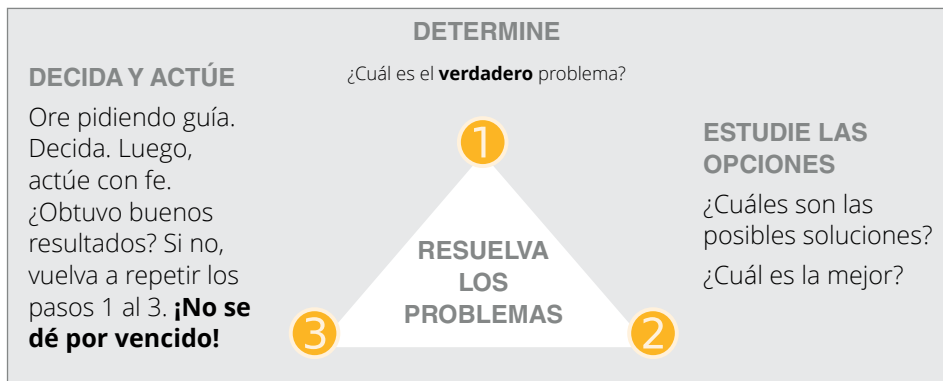 DETERMINE
¿Cuál es el verdadero problema?
1
ESTUDIE LAS
OPCIONES
¿Cuáles son las
posibles soluciones?
¿Cuál es la mejor?
2
DECIDA Y ACTÚE
Ore pidiendo guía.
Decida. Luego,
actúe con fe.
¿Obtuvo buenos
resultados? Si no,
vuelva a repetir los
pasos 1 al 3. ¡No se
dé por vencido!
3
RESUELVA
LOS
PROBLEMAS